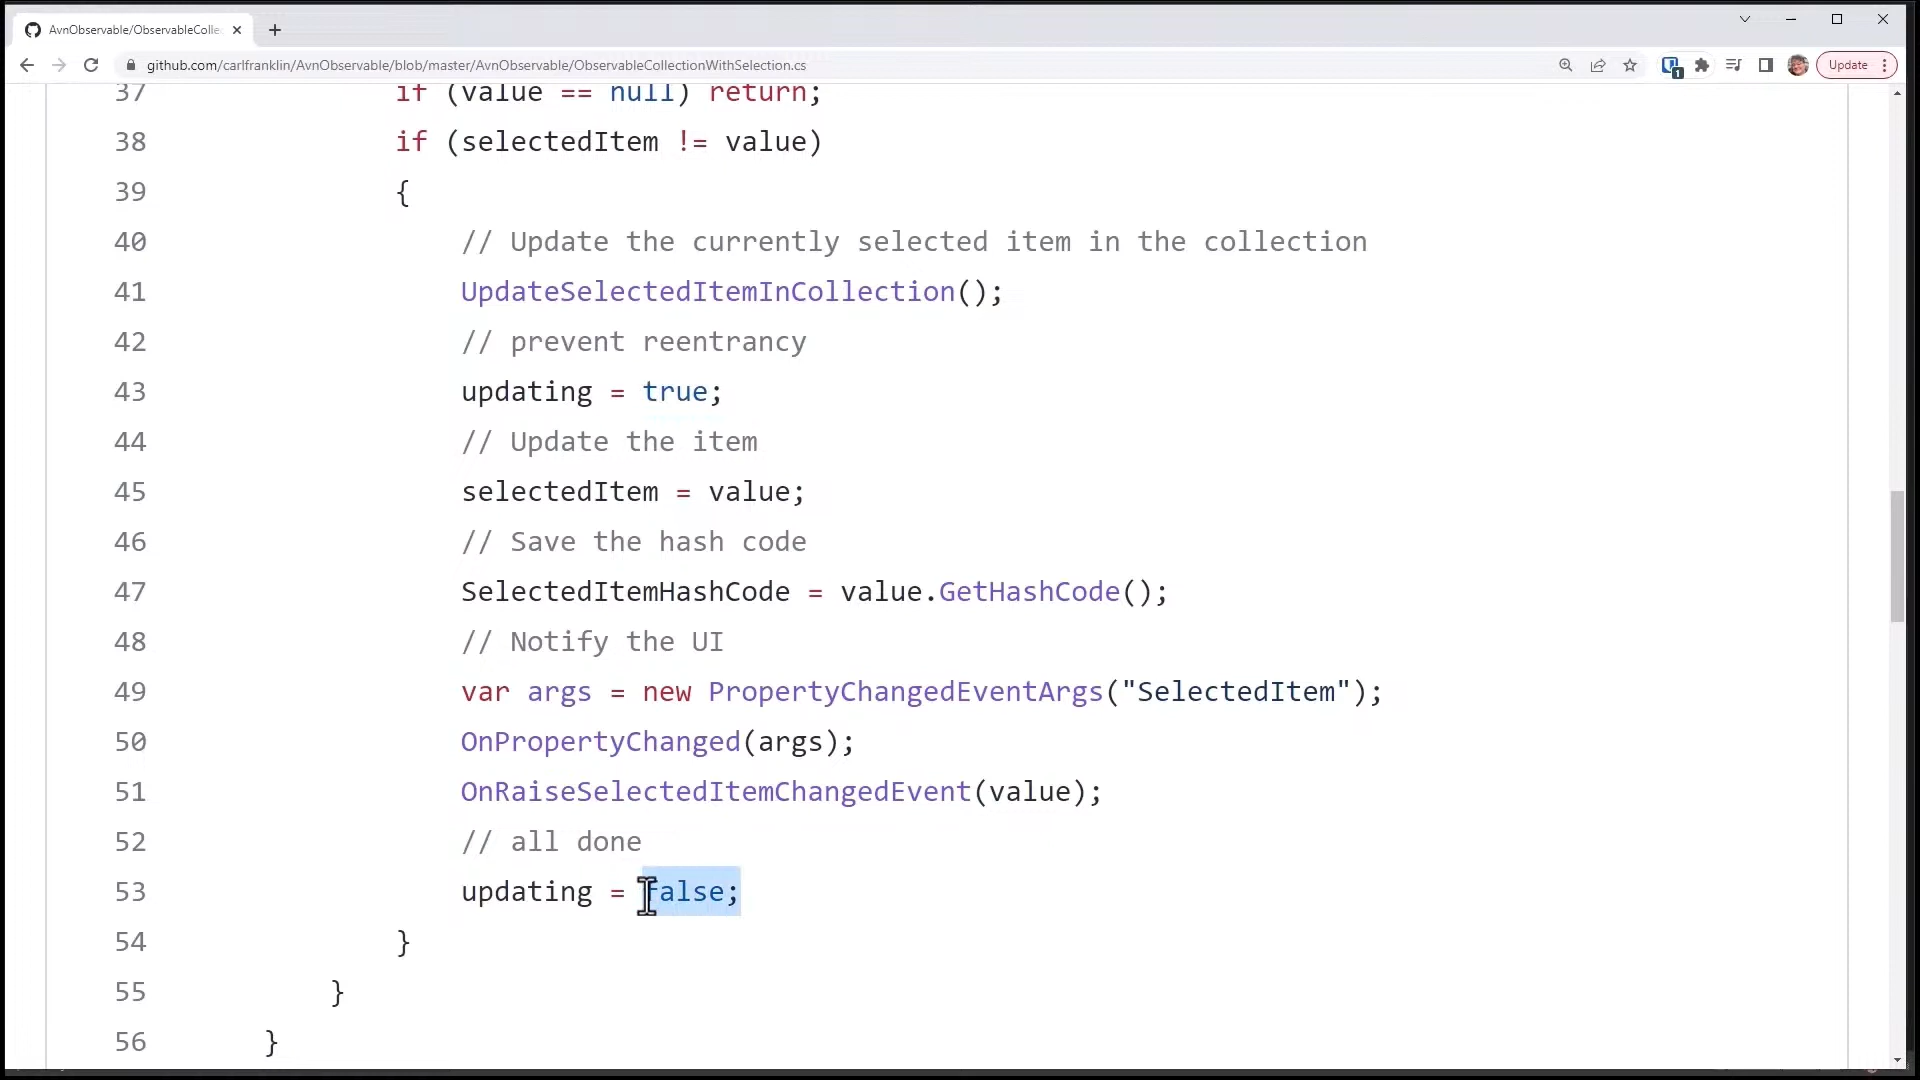 AvnObservable/ObservableColle
github.com/carlfranklin/AvnObservable/blob/master/AvnObservable/ObservableCollectionWithSelection.cs
1
Update
37 if (value == null) return;
38 if (selectedItem != value)
39 {
40 // Update the currently selected item in the collection
41 UpdateSelectedItemInCollection();
42 // prevent reentrancy
43 updating = true;
44 // Update the item
45 selectedItem = value;
46 // Save the hash code
47 SelectedItemHashCode = value.GetHashCode();
48 // Notify the UI
49 var args = new PropertyChangedEventArgs("SelectedItem");
50 OnPropertyChanged(args);
51 OnRaiseSelectedItemChangedEvent(value);
52 // all done
53 updating = false;
54 }
55 }
56 }